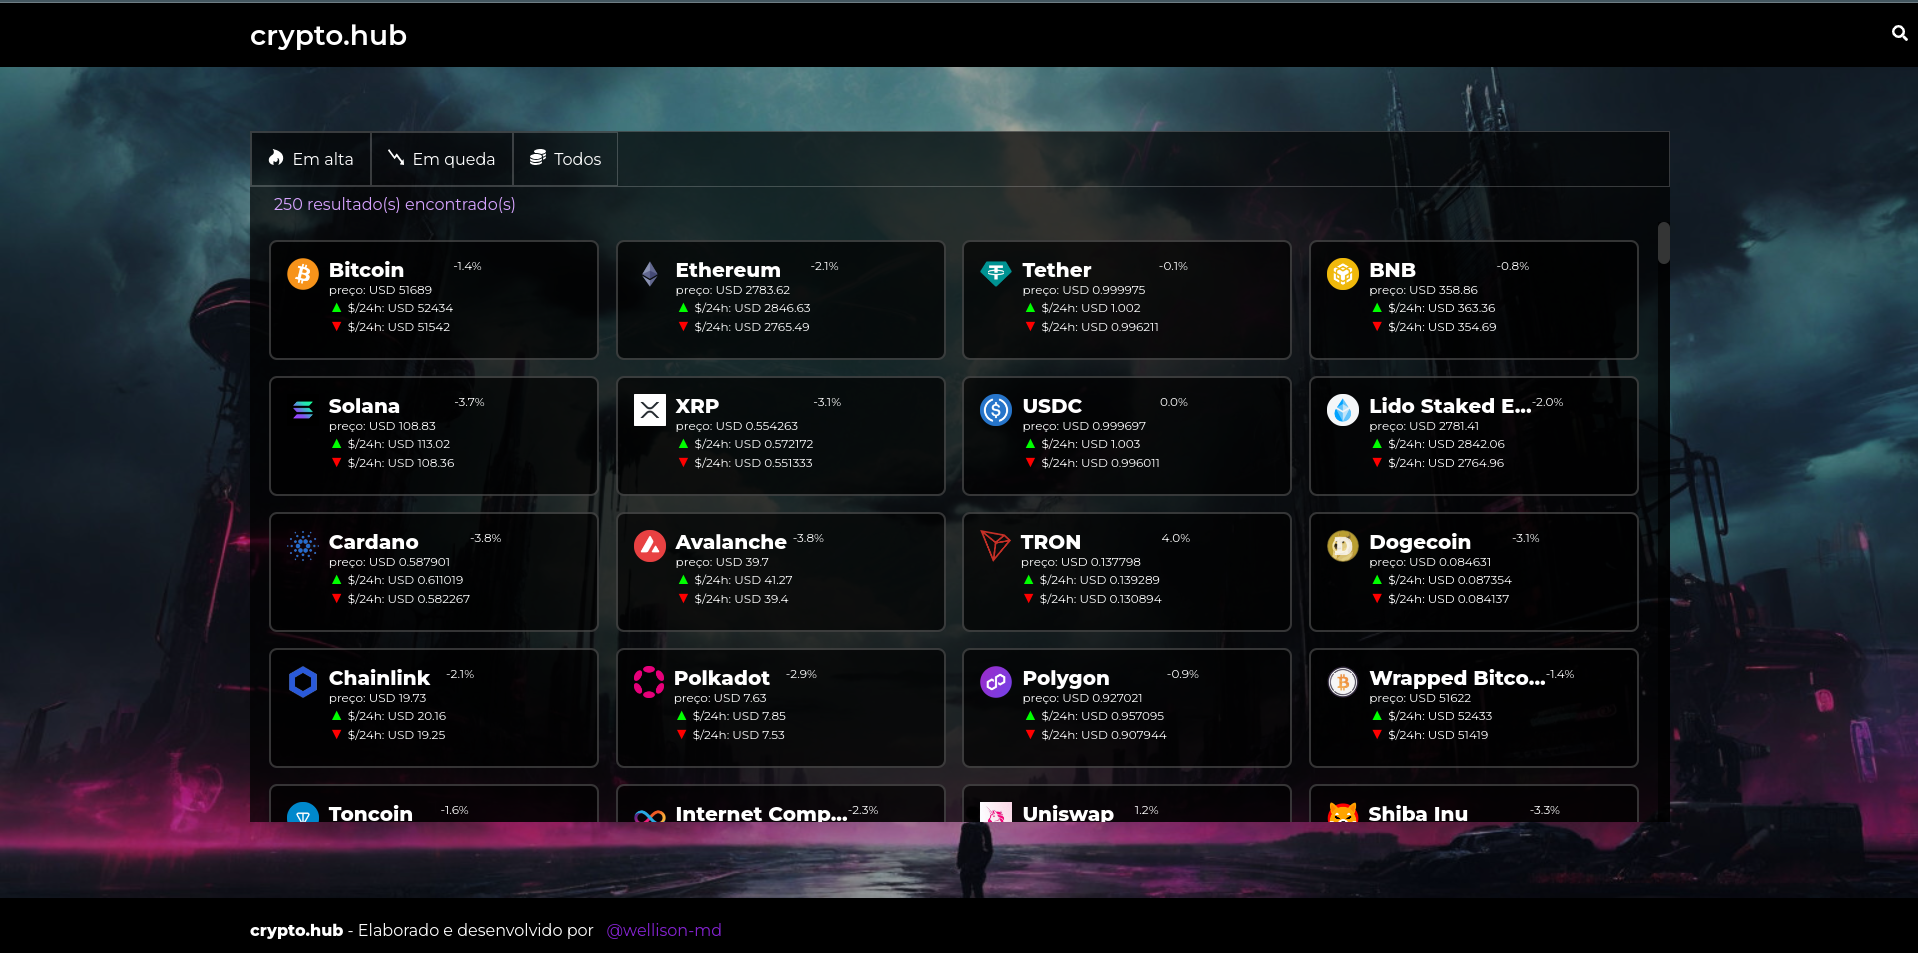 crypto.hub
Em alta
Em queda
Todos
250 resultado(s) encontrado(s)
Bitcoin -1.4%
preço: USD 51689
▲ $/24h: USD 52434
▼ $/24h: USD 51542
Ethereum -2.1%
preço: USD 2783.62
▲ $/24h: USD 2846.63
▼ $/24h: USD 2765.49
Tether -0.1%
preço: USD 0.999975
▲ $/24h: USD 1.002
▼ $/24h: USD 0.996211
BNB -0.8%
preço: USD 358.86
▲ $/24h: USD 363.36
▼ $/24h: USD 354.69
Solana -3.7%
preço: USD 108.83
▲ $/24h: USD 113.02
▼ $/24h: USD 108.36
XRP -3.1%
preço: USD 0.554263
▲ $/24h: USD 0.572172
▼ $/24h: USD 0.551333
USDC 0.0%
preço: USD 0.999697
▲ $/24h: USD 1.003
▼ $/24h: USD 0.996011
Lido Staked E... -2.0%
preço: USD 2781.41
▲ $/24h: USD 2842.06
▼ $/24h: USD 2764.96
Cardano -3.8%
preço: USD 0.587901
▲ $/24h: USD 0.611019
▼ $/24h: USD 0.582267
Avalanche -3.8%
preço: USD 39.7
▲ $/24h: USD 41.27
▼ $/24h: USD 39.4
TRON 4.0%
preço: USD 0.137798
▲ $/24h: USD 0.139289
▼ $/24h: USD 0.130894
Dogecoin -3.1%
preço: USD 0.084631
▲ $/24h: USD 0.087354
▼ $/24h: USD 0.084137
Chainlink -2.1%
preço: USD 19.73
▲ $/24h: USD 20.16
▼ $/24h: USD 19.25
Polkadot -2.9%
preço: USD 7.63
▲ $/24h: USD 7.85
▼ $/24h: USD 7.53
Polygon -0.9%
preço: USD 0.927021
▲ $/24h: USD 0.957095
▼ $/24h: USD 0.907944
Wrapped Bitco... -1.4%
preço: USD 51622
▲ $/24h: USD 52433
▼ $/24h: USD 51419
Toncoin -1.6%
Internet Comp... -2.3%
Uniswap 1.2%
Shiba Inu -3.3%
crypto.hub - Elaborado e desenvolvido por @wellison-md